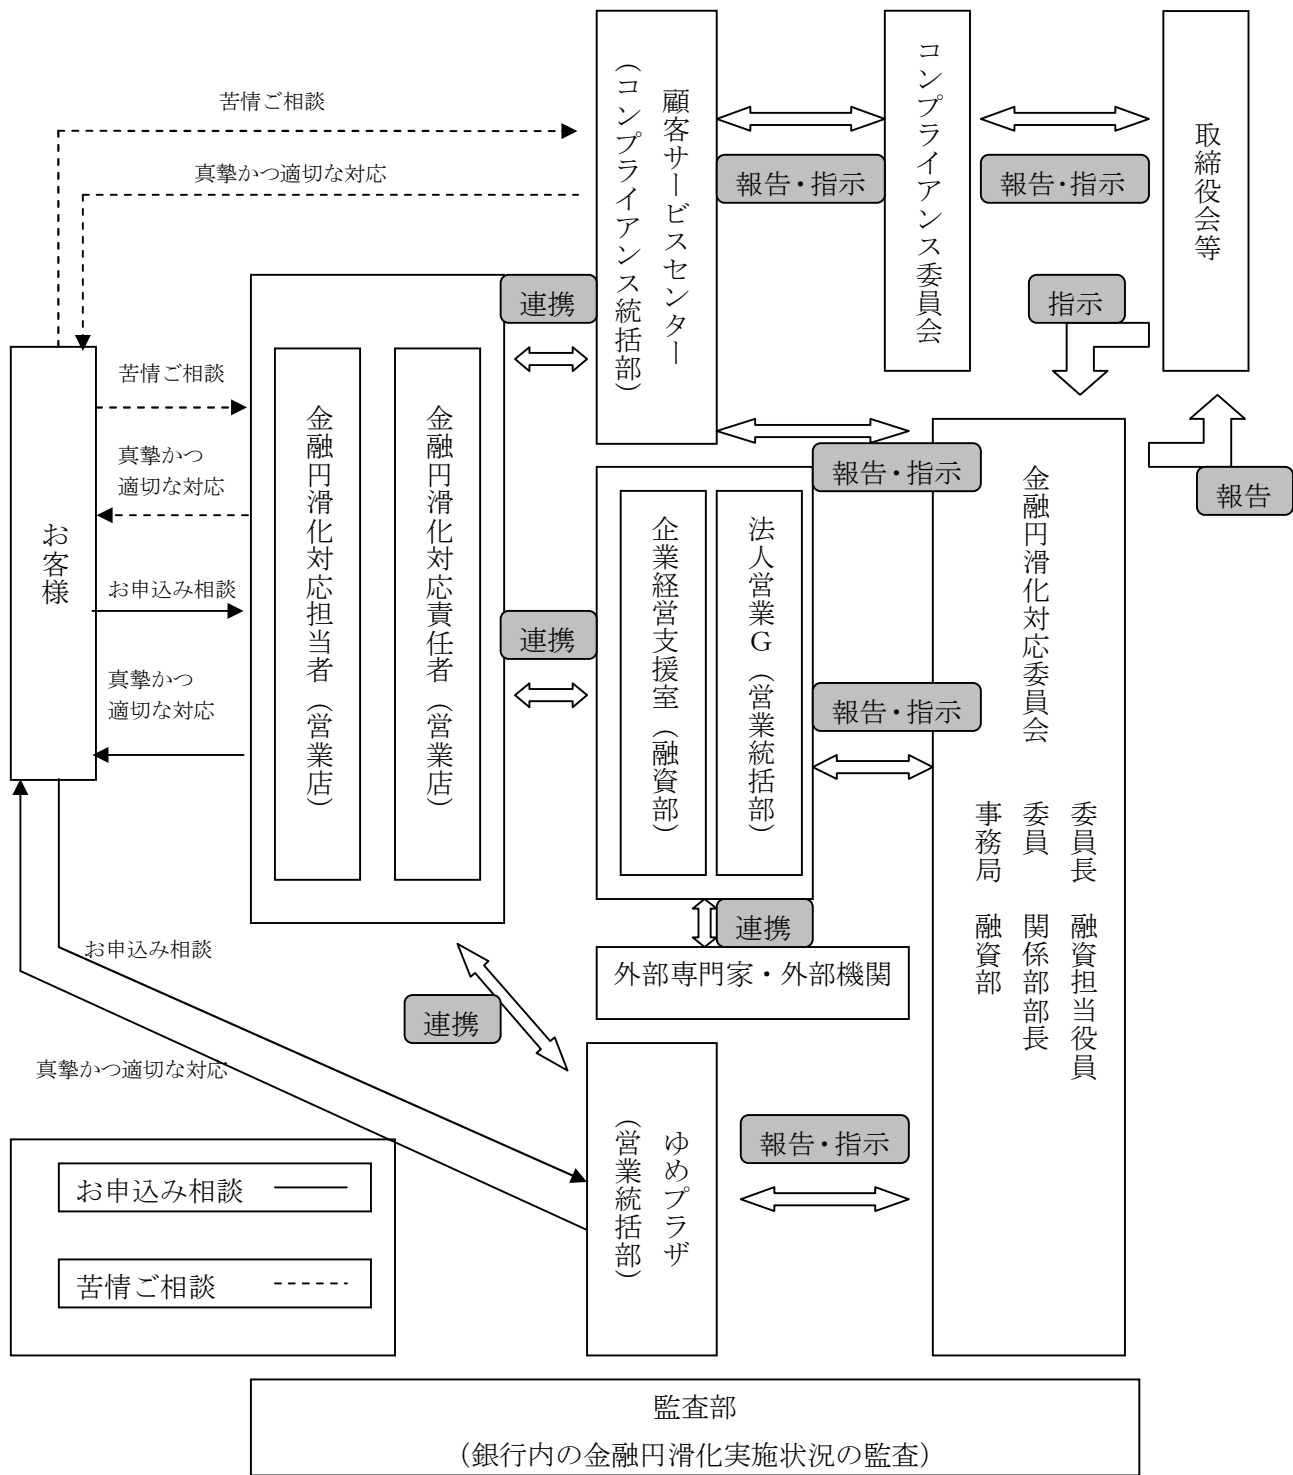 苦情ご相談
真摯かつ適切な対応
顧客サービスセンター
（コンプライアンス統括部）
報告・指示
コンプライアンス委員会
報告・指示
取締役会等
指示
報告
連携
お客様
苦情ご相談
真摯かつ
適切な対応
お申込み相談
真摯かつ
適切な対応
金融円滑化対応担当者（営業店）
金融円滑化対応責任者（営業店）
連携
企業経営支援室（融資部）
法人営業G（営業統括部）
報告・指示
報告・指示
金融円滑化対応委員会
委員長　融資担当役員
委員　関係部部長
事務局　融資部
連携
外部専門家・外部機関
お申込み相談
連携
真摯かつ適切な対応
ゆめプラザ
（営業統括部）
報告・指示
お申込み相談
苦情ご相談
監査部
（銀行内の金融円滑化実施状況の監査）